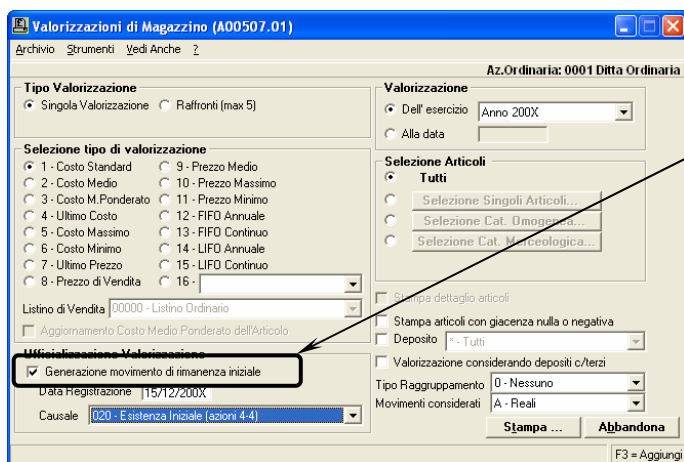 Valorizzazioni di Magazzino (A00507.01)
Archivio Strumenti Vedi Anche ?
Az.Ordinaria: 0001 Ditta Ordinaria
Tipo Valorizzazione
Singola Valorizzazione Raffronti (max 5)
Selezione tipo di valorizzazione
1 - Costo Standard 9 - Prezzo Medio
2 - Costo Medio 10 - Prezzo Massimo
3 - Costo M.Ponderato 11 - Prezzo Minimo
4 - Ultimo Costo 12 - FIFO Annuale
5 - Costo Massimo 13 - FIFO Continuo
6 - Costo Minimo 14 - LIFO Annuale
7 - Ultimo Prezzo 15 - LIFO Continuo
8 - Prezzo di Vendita 16 -
Listino di Vendita 00000 - Listino Ordinario
Aggiornamento Costo Medio Ponderato dell'Articolo
Ufficializzazione Valorizzazione
Generazione movimento di rimanenza iniziale
Data Registrazione 15/12/200X
Causale 020 - Esistenza Iniziale (azioni 4-4)
Valorizzazione
Dell' esercizio Anno 200X
Alla data
Selezione Articoli
Tutti
Selezione Singoli Articoli...
Selezione Cat. Omogenea...
Selezione Cat. Merceologica...
Stampa dettaglio articoli
Stampa articoli con giacenza nulla o negativa
Deposito * - Tutti
Valorizzazione considerando depositi c/terzi
Tipo Raggruppamento 0 - Nessuno
Movimenti considerati A - Reali
Stampa ... Abbandona
F3 = Aggiungi